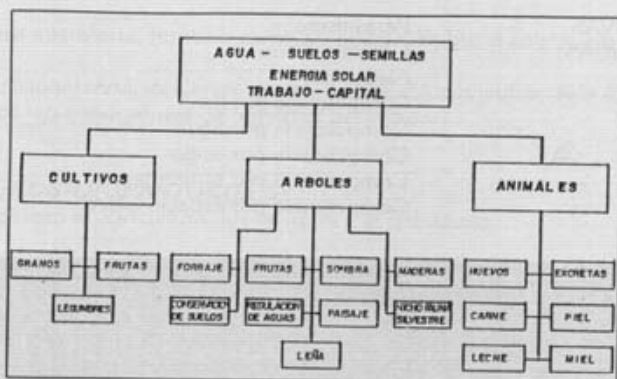 AGUA - SUELOS - SEMILLAS
ENERGIA SOLAR
TRABAJO - CAPITAL
CULTIVOS
ARBOLES
ANIMALES
GRANOS
FRUTAS
LEGUMBRES
FORRAJE
FRUTAS
SOMBRA
MADERAS
CONSERVACION
DE SUELOS
REGULACION
DE AGUAS
PAISAJE
SILVESTRE
LEÑA
HUEVOS
EXCRETAS
CARNE
PIEL
LECHE
MIEL